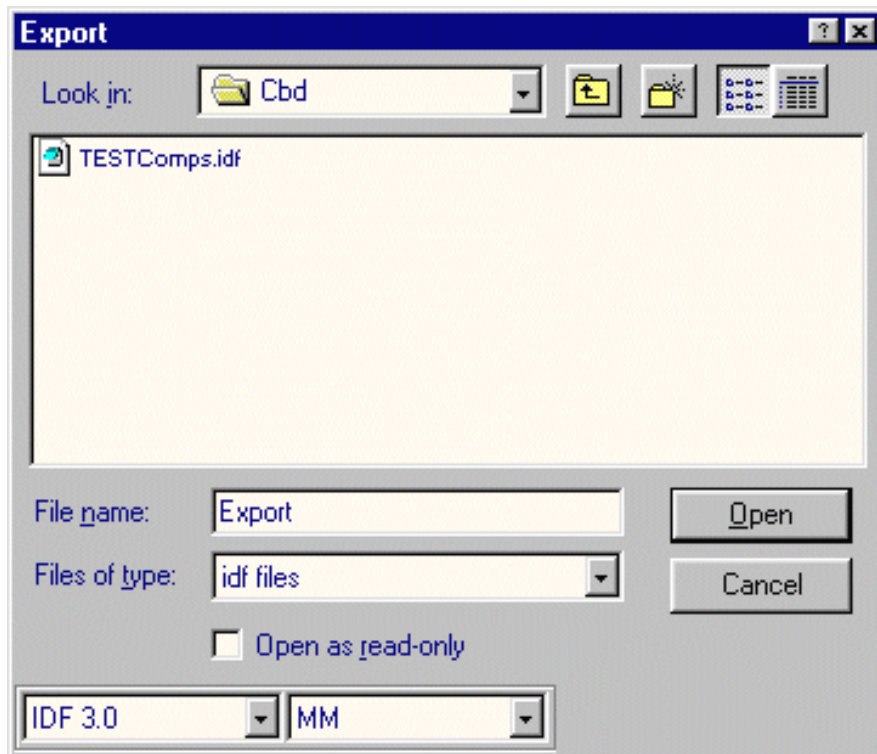 Export
Look in: Cbd
TESTComps.idf
File name: Export Open
Files of type: idf files Cancel
Open as read-only
IDF 3.0 MM